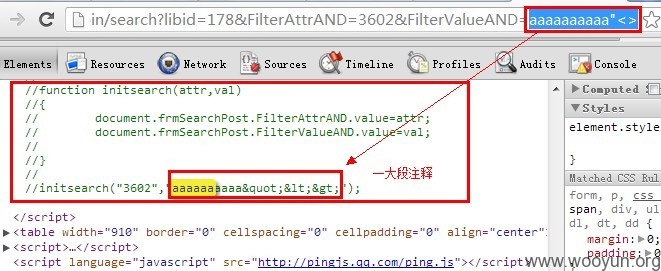 in/search?libid=178&FilterAttrAND=3602&FilterValueAND=aaaaaaaaaa"<>
Elements Resources Network Sources Timeline Profiles Audits Console
//
//function initsearch(attr,val)
//{
// document.frmSearchPost.FilterAttrAND.value=attr;
// document.frmSearchPost.FilterValueAND.value=val;
//
//}
//
//initsearch("3602","aaaaaaaaaa&quot;&lt;&gt;");
一大段注释
</script>
▶<table width="910" border="0" cellspacing="0" cellpadding="0" align="center"
▶<script>…</script>
<script language="javascript" src="http://pingjs.qq.com/ping.js"></script>
▶ Computed
▼ Styles
element.style
}
Matched CSS Rul
form, p,
span, div, ul
dl, dt, dd {
margin: 0;
padding: 0
www.wooyun.org